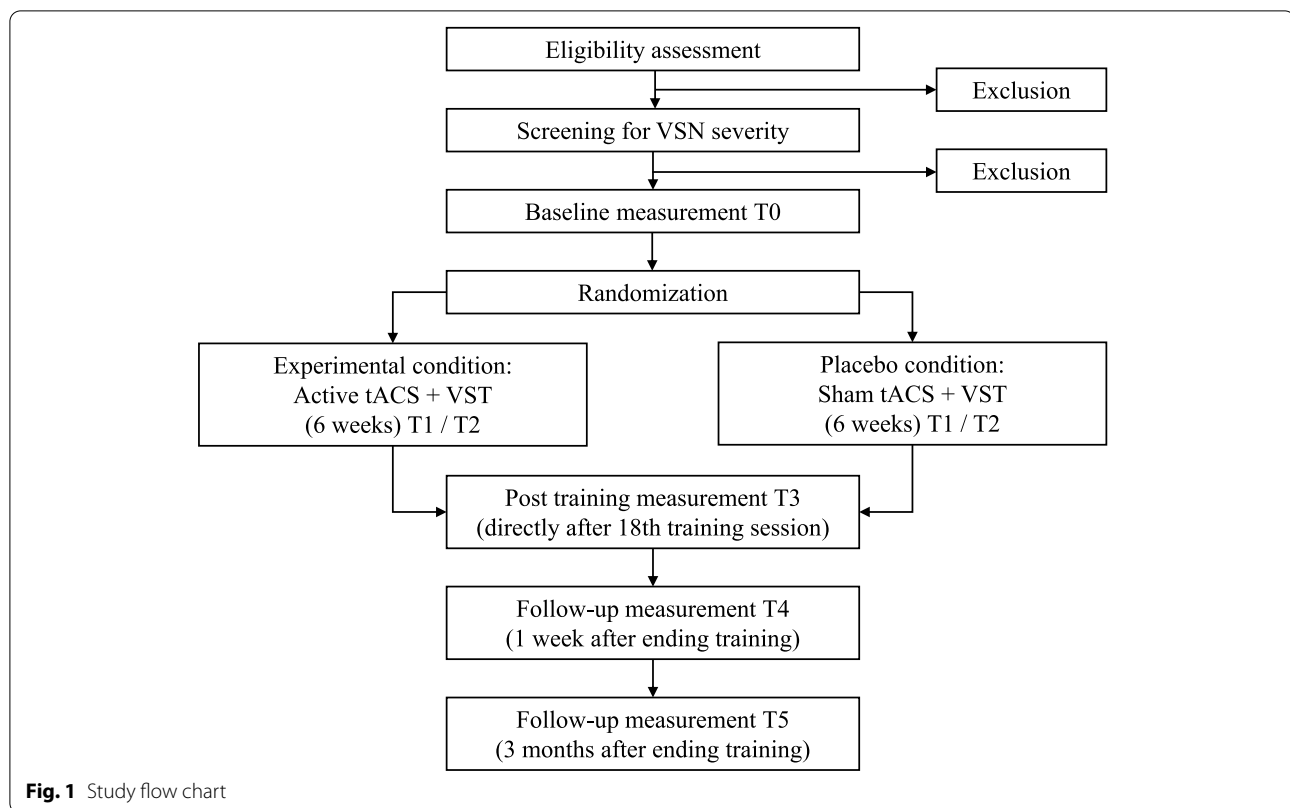 Eligibility assessment
Exclusion
Screening for VSN severity
Exclusion
Baseline measurement T0
Randomization
Experimental condition:
Active tACS + VST
(6 weeks) T1 / T2
Placebo condition:
Sham tACS + VST
(6 weeks) T1 / T2
Post training measurement T3
(directly after 18th training session)
Follow-up measurement T4
(1 week after ending training)
Follow-up measurement T5
(3 months after ending training)
Fig. 1 Study flow chart